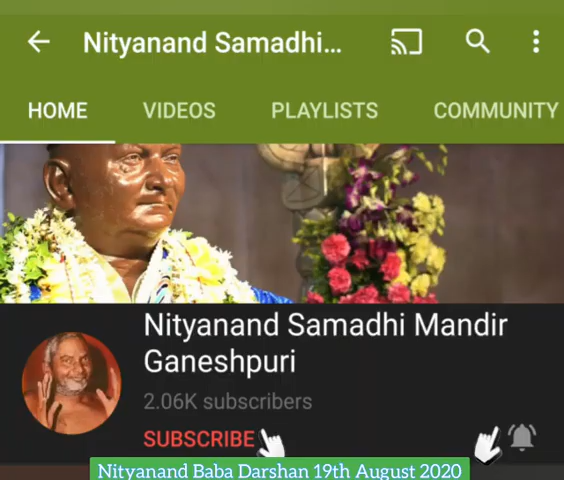 Nityanand Samadhi...
HOME VIDEOS PLAYLISTS COMMUNITY
Nityanand Samadhi Mandir
Ganeshpuri
2.06K subscribers
SUBSCRIBE
Nityanand Baba Darshan 19th August 2020